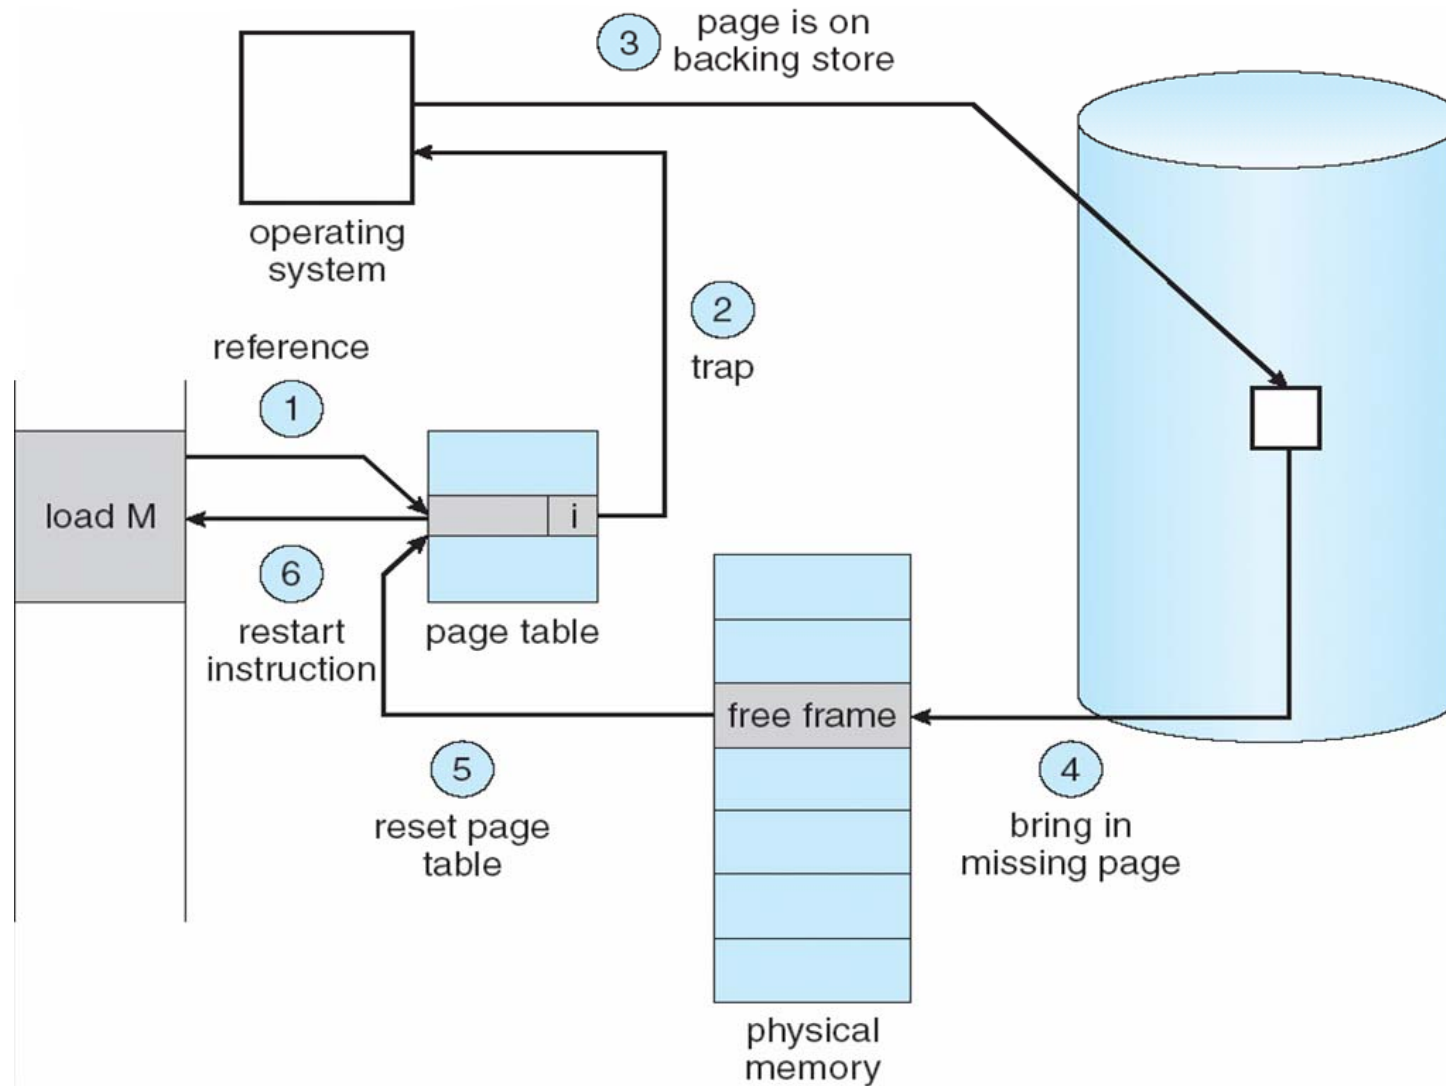 3
page is on
backing store
operating
system
2
trap
reference
1
load M
i
6
restart
instruction
page table
free frame
5
reset page
table
4
bring in
missing page
physical
memory